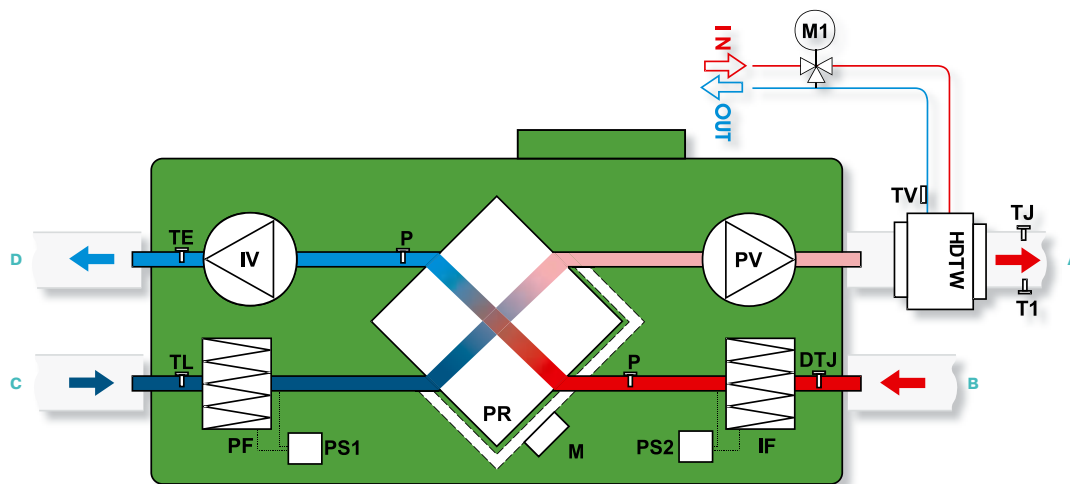 IN
M1
OUT
TV
TJ
D
TE
IV
P
PV
HDTW
A
T1
C
TL
P
DTJ
B
PR
PF
PS1
M
PS2
IF